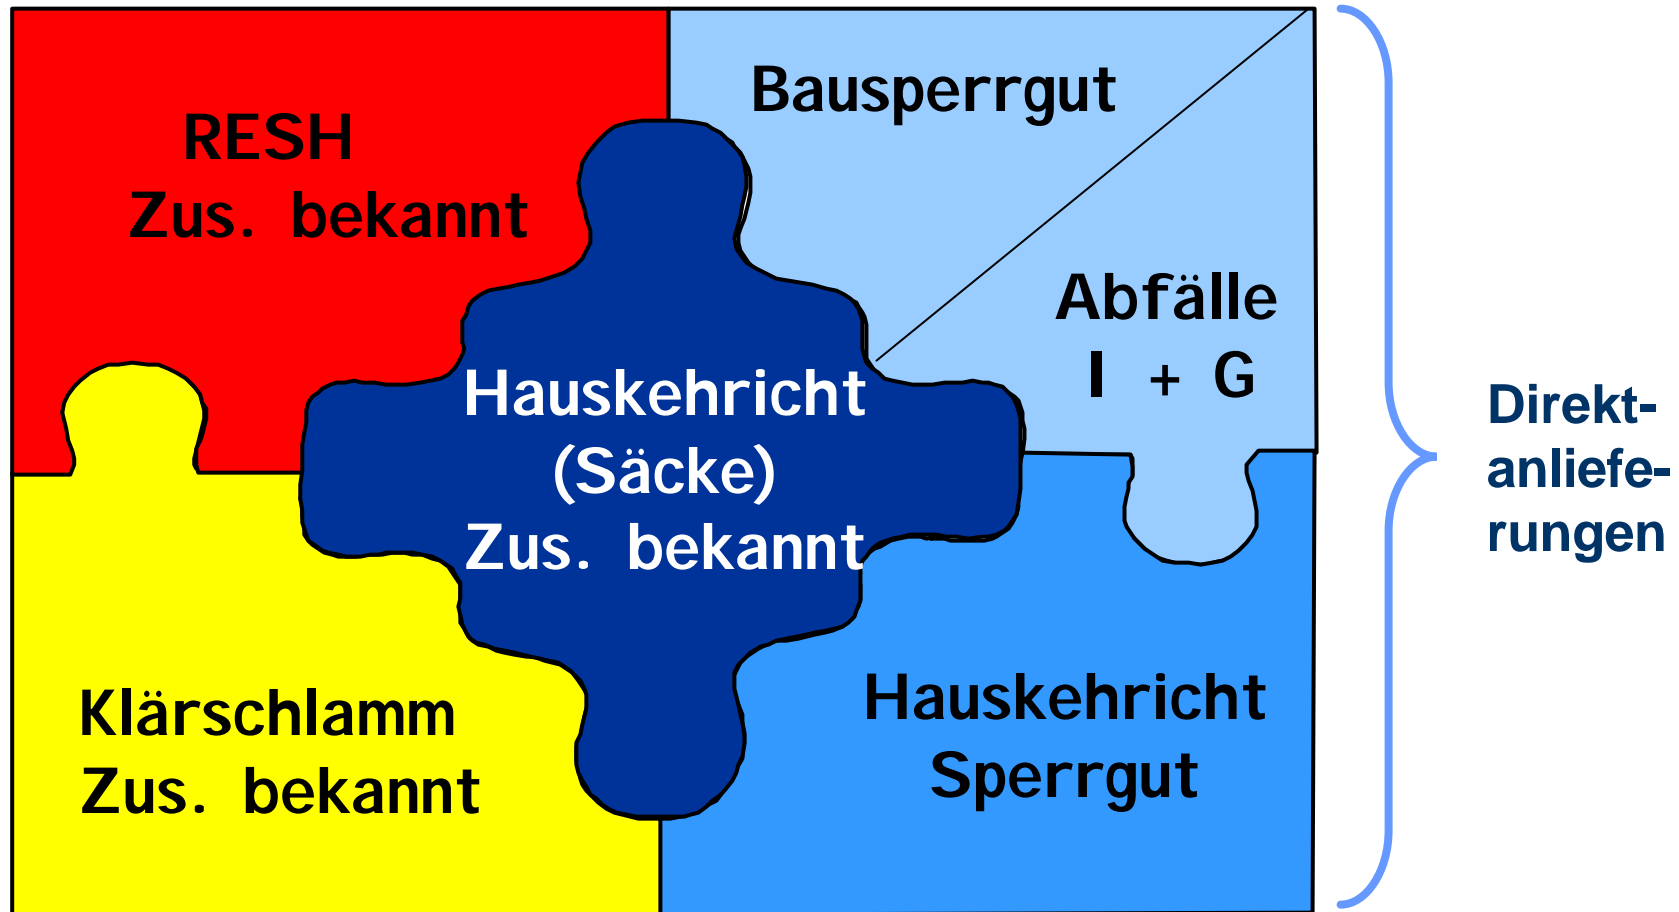 RESH
Zus. bekannt
Bausperrgut
Abfälle
I + G
Hauskehricht
(Säcke)
Zus. bekannt
Klärschlamm
Zus. bekannt
Hauskehricht
Sperrgut
Direkt-
anliefe-
rungen